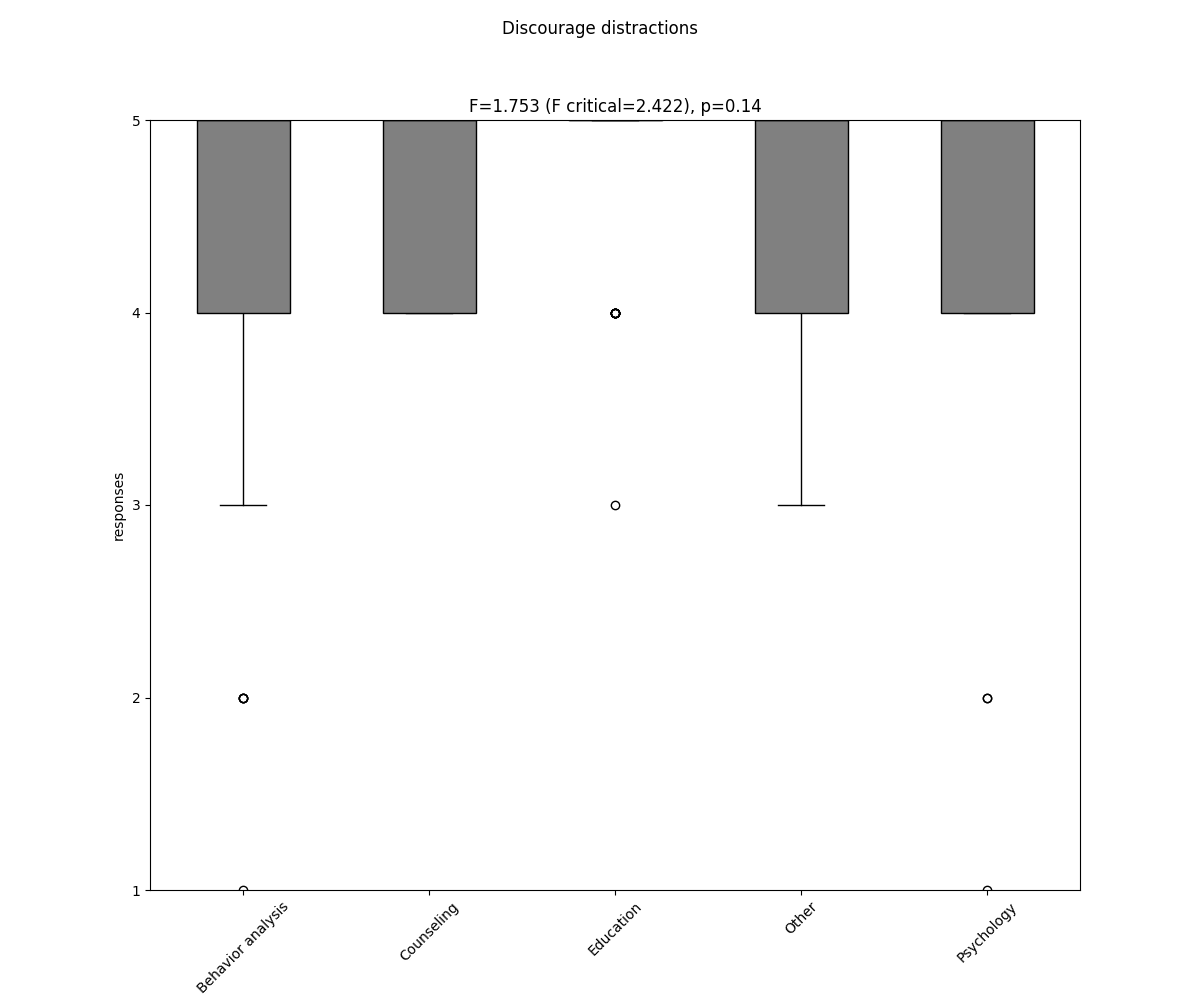 Discourage distractions
F=1.753 (F critical=2.422), p=0.14
5
4
3
2
1
responses
Behavior analysis
Counseling
Education
Other
Psychology